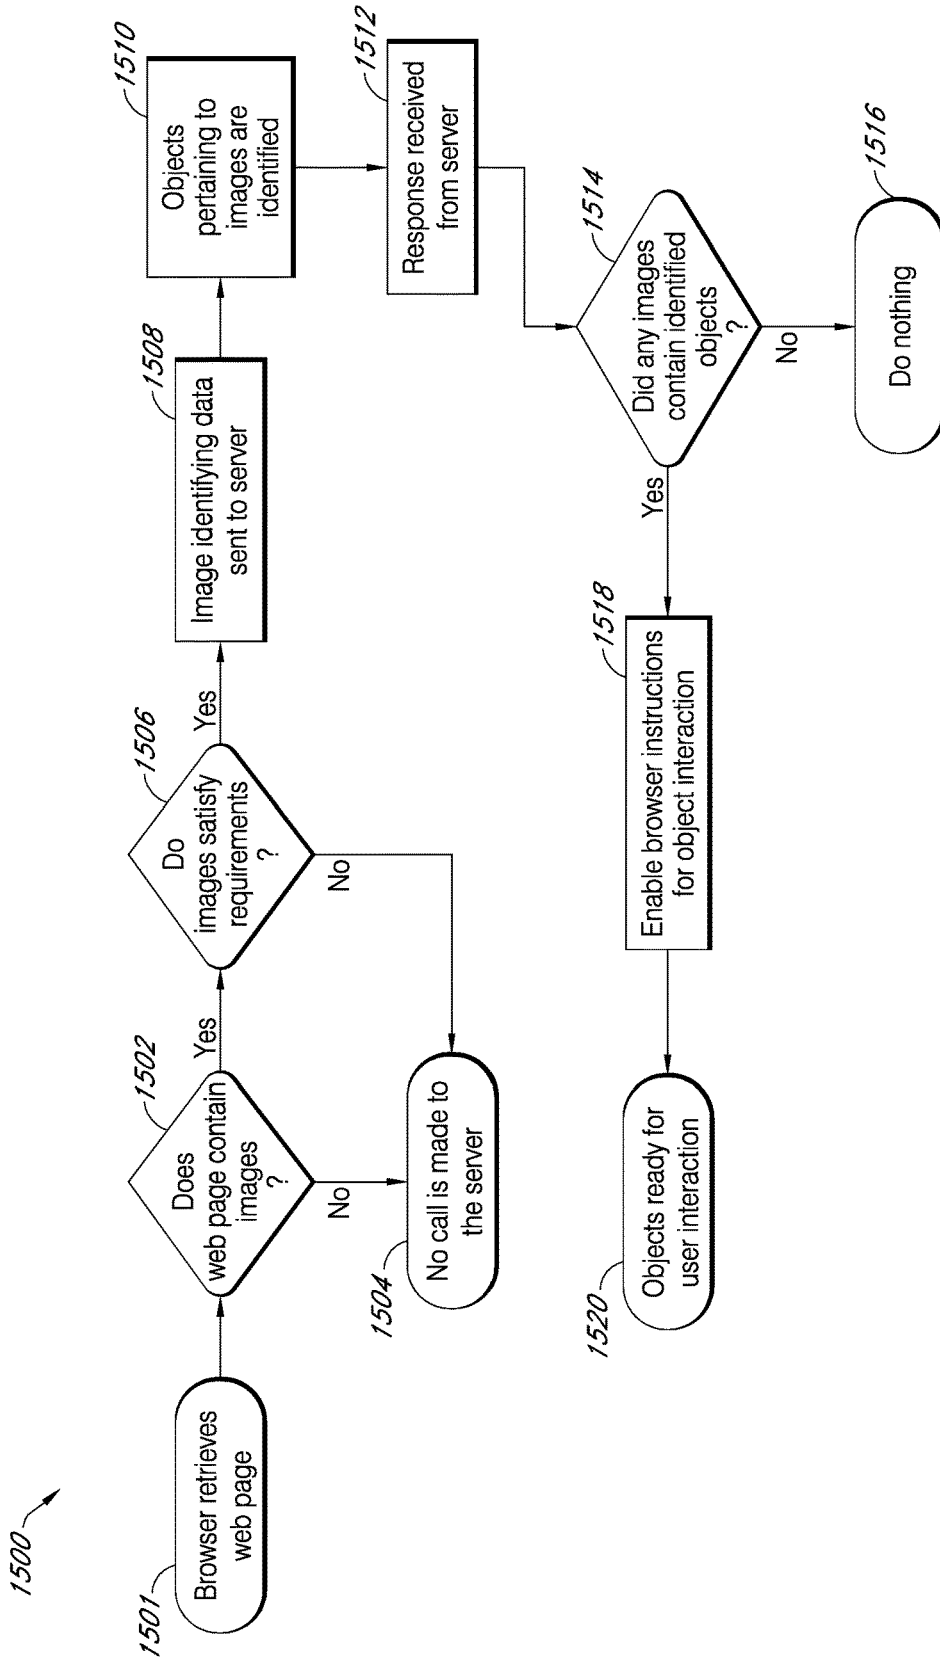 1500
1501
Browser retrieves
web page
1502
Does
web page contain
images
?
Yes
No
1504
No call is made to
the server
1506
Do
images satisfy
requirements
?
Yes
No
1508
Image identifying data
sent to server
1510
Objects
pertaining to
images are
identified
1512
Response received
from server
1514
Did any images
contain identified
objects
?
No
1516
Do nothing
Yes
1518
Enable browser instructions
for object interaction
1520
Objects ready for
user interaction